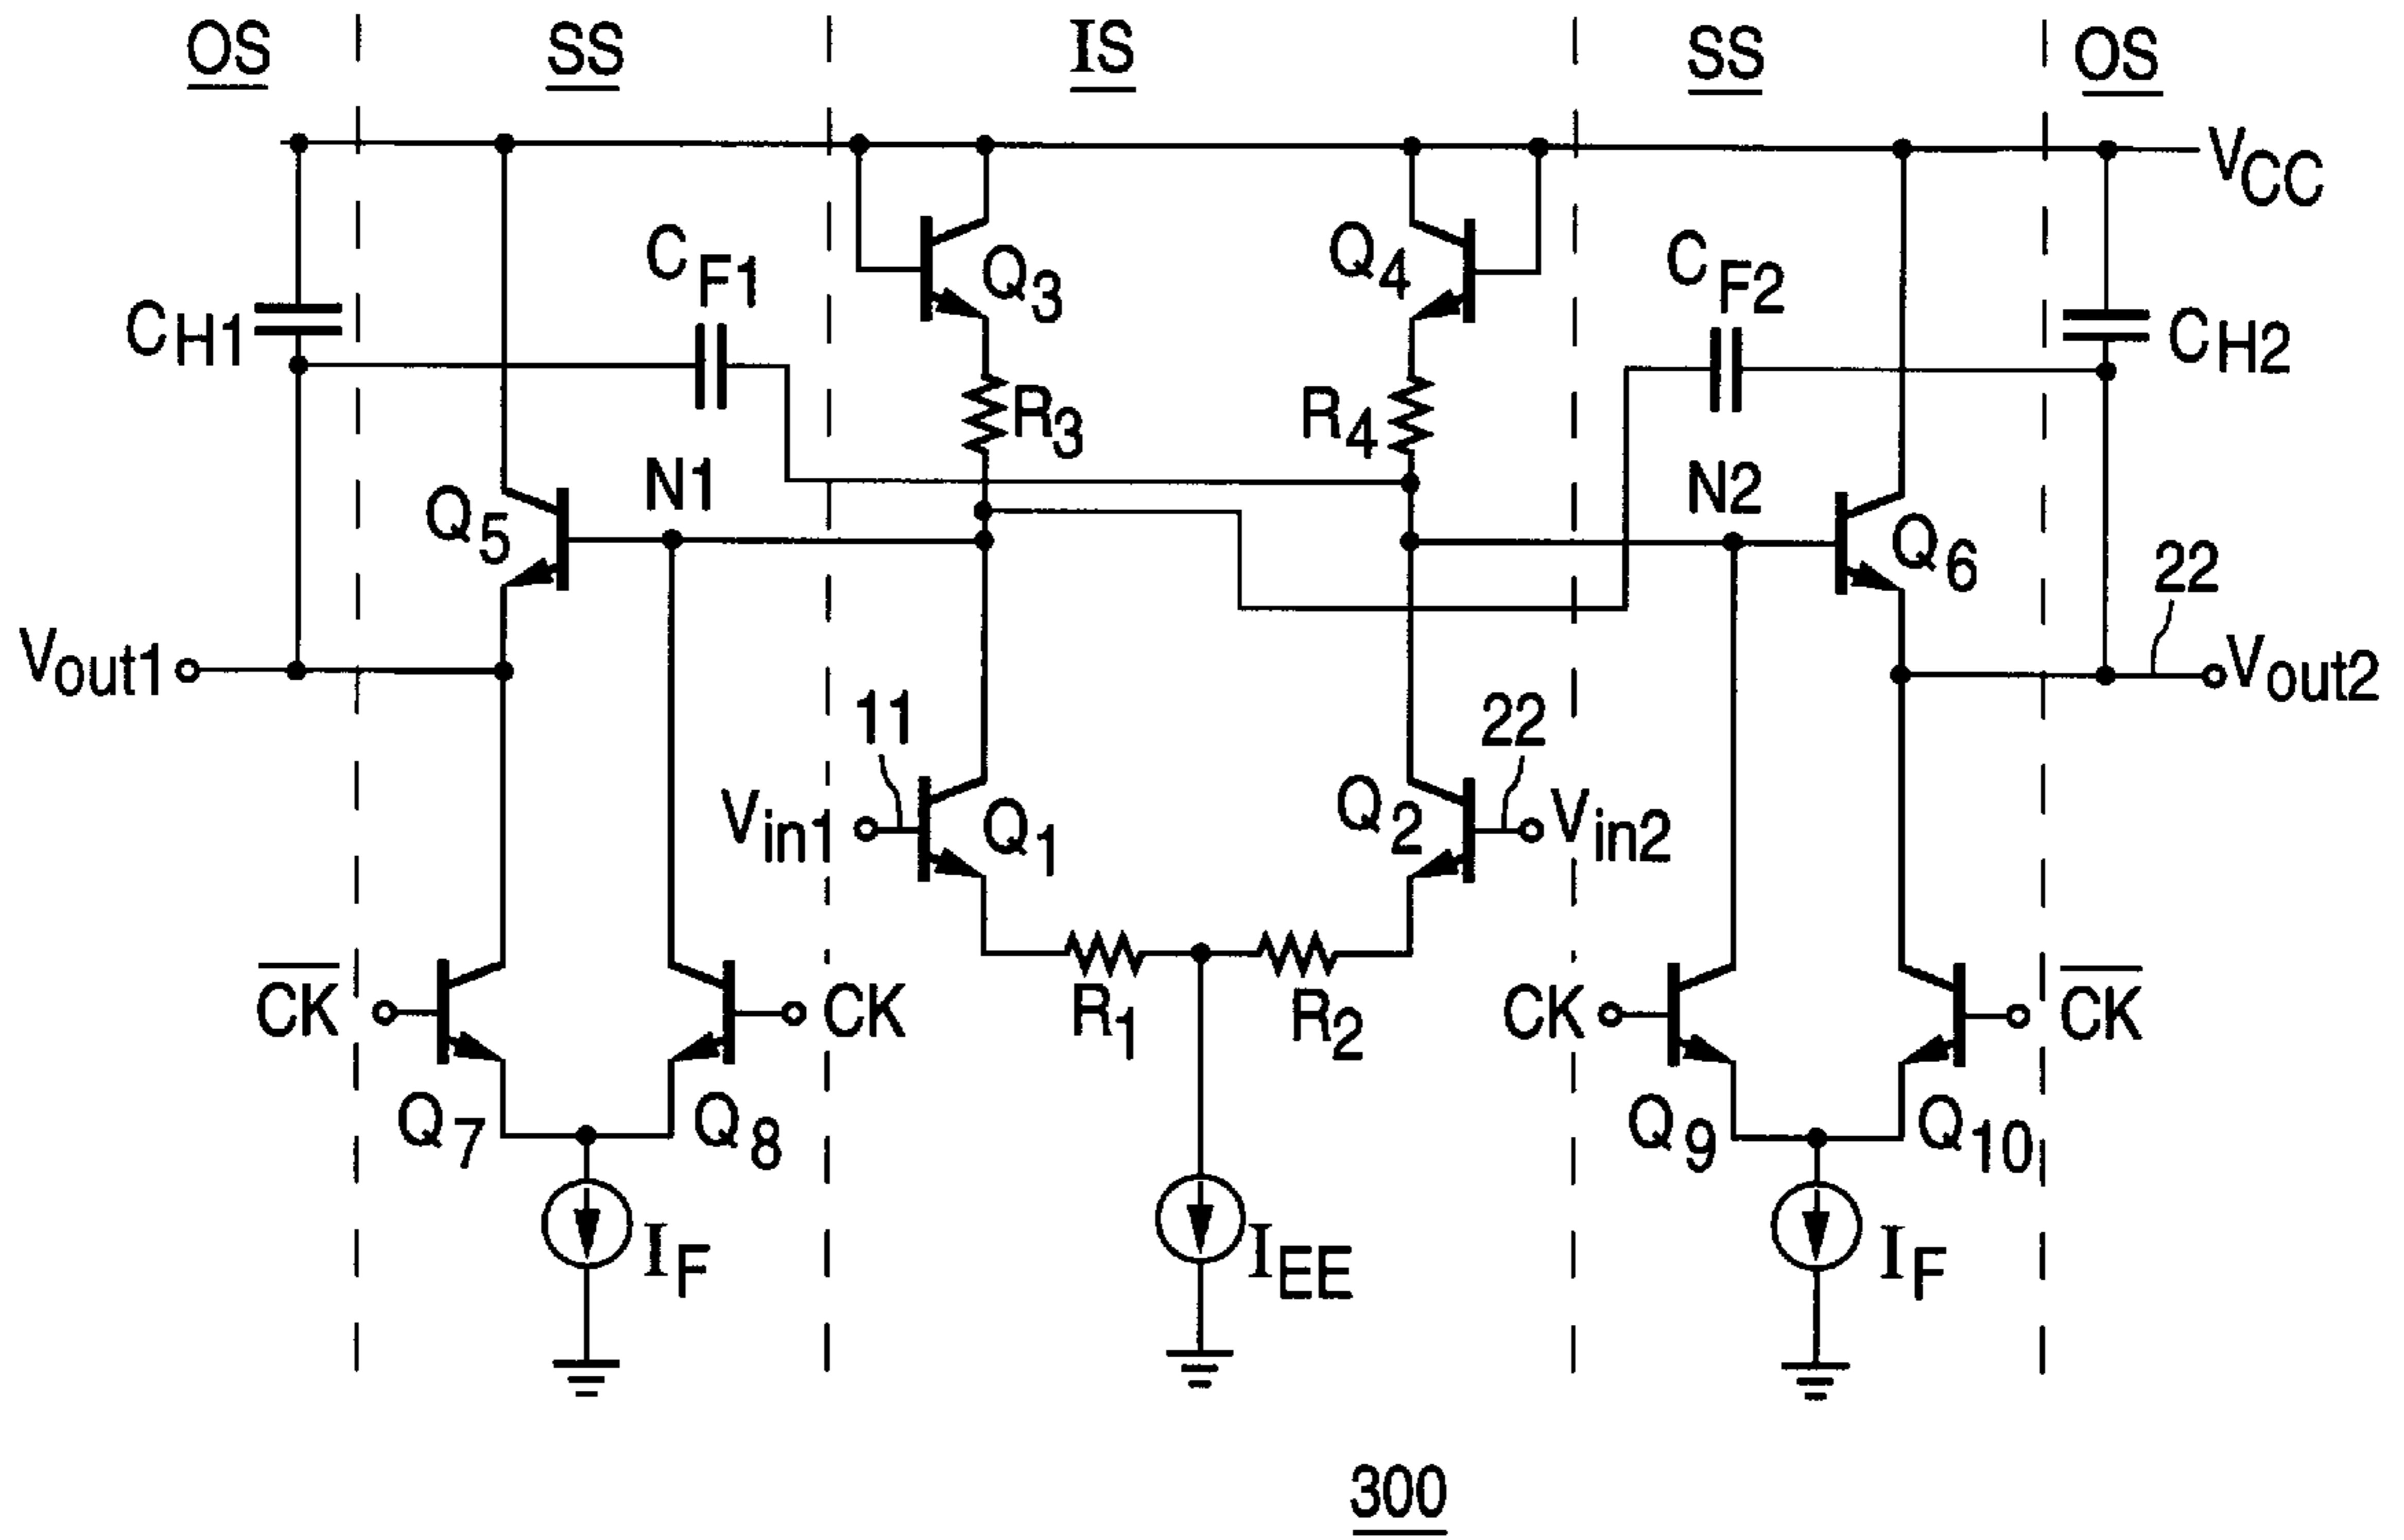 OS SS IS SS OS
VCC
CF1 Q3 Q4 CF2
CH1 CH2
R3 R4
N1 N2
Q5 Q6
22
Vout1 Vout2
11 22
Vin1 Q1 Q2 Vin2
C̅K̅ CK R1 R2 CK C̅K̅
Q7 Q8 Q9 Q10
IF IEE IF
300